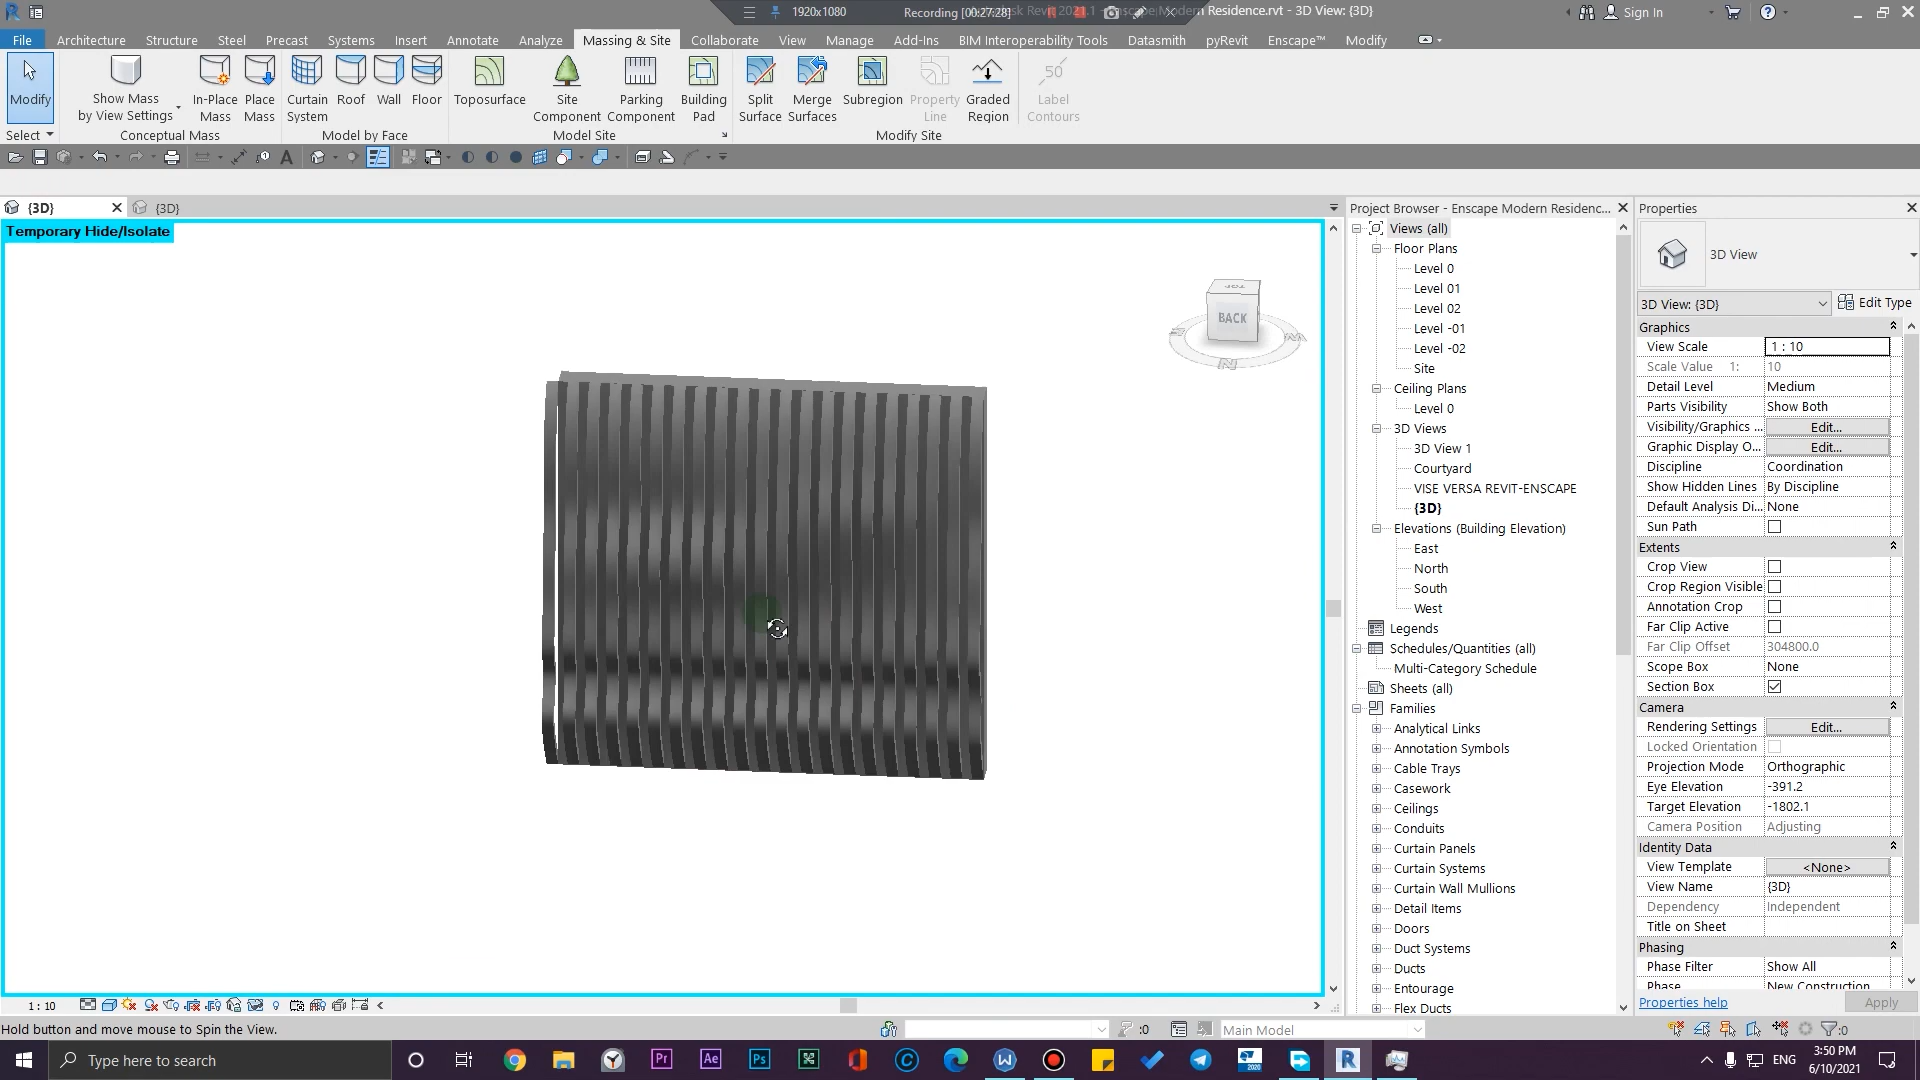 1920x1080
Recording [00:27:28]
Autodesk Revit 2021.1 - Enscape Modern Residence.rvt - 3D View: {3D}
Sign In
File Architecture Structure Steel Precast Systems Insert Annotate Analyze Massing & Site Collaborate View Manage Add-Ins BIM Interoperability Tools Datasmith pyRevit Enscape™ Modify
Modify
Show Mass by View Settings
In-Place Mass
Place Mass
Curtain System
Roof
Wall
Floor
Toposurface
Site Component
Parking Component
Building Pad
Split Surface
Merge Surfaces
Subregion
Property Line
Graded Region
50
Label Contours
Select
Conceptual Mass
Model by Face
Model Site
Modify Site
{3D}
{3D}
Temporary Hide/Isolate
TOP
BACK
N
W
Project Browser - Enscape Modern Residenc...
Views (all)
Floor Plans
Level 0
Level 01
Level 02
Level -01
Level -02
Site
Ceiling Plans
Level 0
3D Views
3D View 1
Courtyard
VISE VERSA REVIT-ENSCAPE
{3D}
Elevations (Building Elevation)
East
North
South
West
Legends
Schedules/Quantities (all)
Multi-Category Schedule
Sheets (all)
Families
Analytical Links
Annotation Symbols
Cable Trays
Casework
Ceilings
Conduits
Curtain Panels
Curtain Systems
Curtain Wall Mullions
Detail Items
Doors
Duct Systems
Ducts
Entourage
Flex Ducts
Properties
3D View
3D View: {3D}
Edit Type
Graphics
View Scale 1 : 10
Scale Value 1: 10
Detail Level Medium
Parts Visibility Show Both
Visibility/Graphics ... Edit...
Graphic Display O... Edit...
Discipline Coordination
Show Hidden Lines By Discipline
Default Analysis Di... None
Sun Path
Extents
Crop View
Crop Region Visible
Annotation Crop
Far Clip Active
Far Clip Offset 304800.0
Scope Box None
Section Box
Camera
Rendering Settings Edit...
Locked Orientation
Projection Mode Orthographic
Eye Elevation -391.2
Target Elevation -1802.1
Camera Position Adjusting
Identity Data
View Template <None>
View Name {3D}
Dependency Independent
Title on Sheet
Phasing
Phase Filter Show All
Phase New Construction
Properties help
Apply
1 : 10
Hold button and move mouse to Spin the View.
:0
Main Model
:0
Type here to search
Pr
Ae
Ps
2020
R
ENG
3:50 PM
6/10/2021